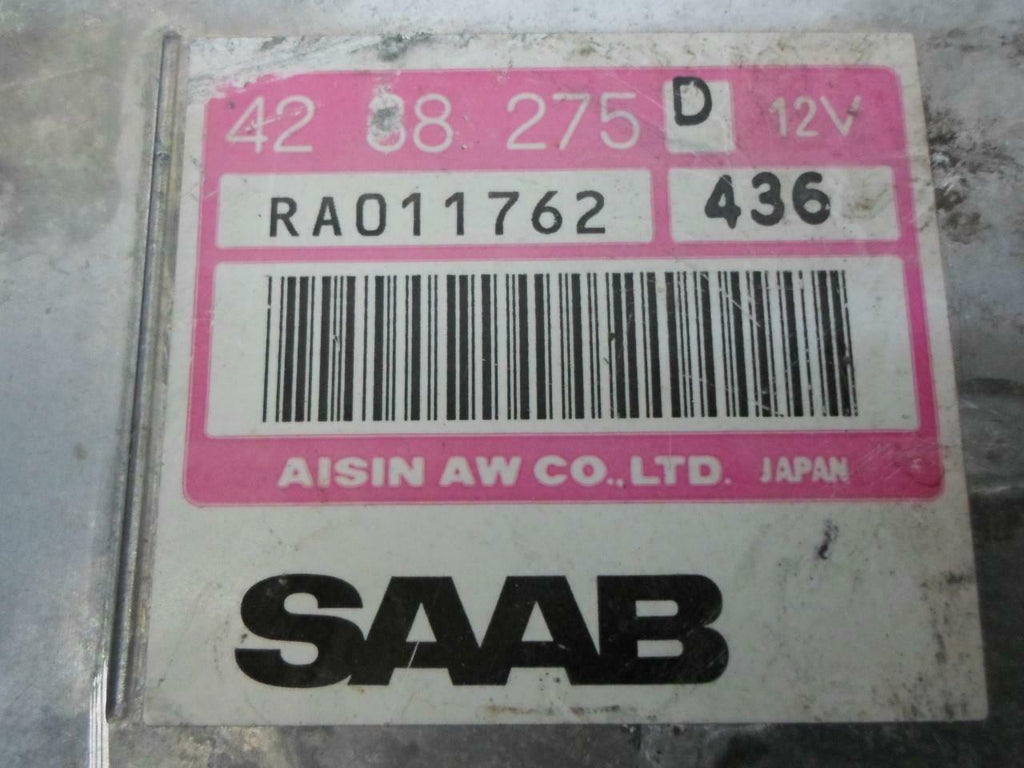 42 88 275 D 12V
RA011762 436
AISIN AW CO.,LTD. JAPAN
SAAB